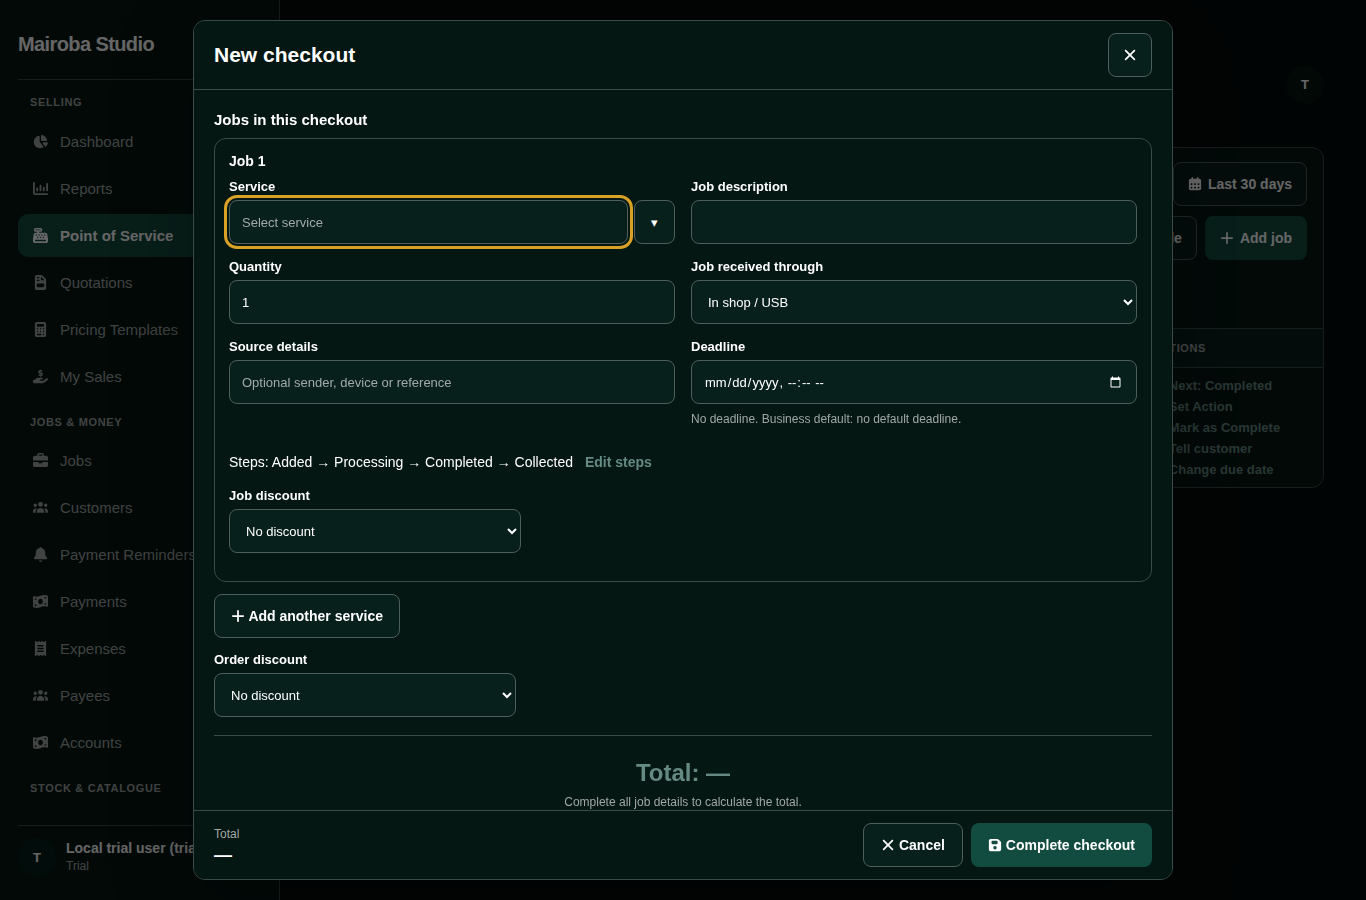 Mairoba Studio
SELLING
Dashboard
Reports
Point of Service
Quotations
Pricing Templates
My Sales
JOBS & MONEY
Jobs
Customers
Payment Reminders
Payments
Expenses
Payees
Accounts
STOCK & CATALOGUE
T
Local trial user
Trial
New checkout
Jobs in this checkout
Job 1
Service
Select service
▼
Job description
Quantity
1
Job received through
In shop / USB
Source details
Optional sender, device or reference
Deadline
mm/dd/yyyy, --:-- --
No deadline. Business default: no default deadline.
Steps: Added → Processing → Completed → Collected Edit steps
Job discount
No discount
Add another service
Order discount
No discount
Total: —
Complete all job details to calculate the total.
Total
—
Cancel
Complete checkout
T
Last 30 days
Add job
Next: Completed
Set Action
Mark as Complete
Tell customer
Change due date